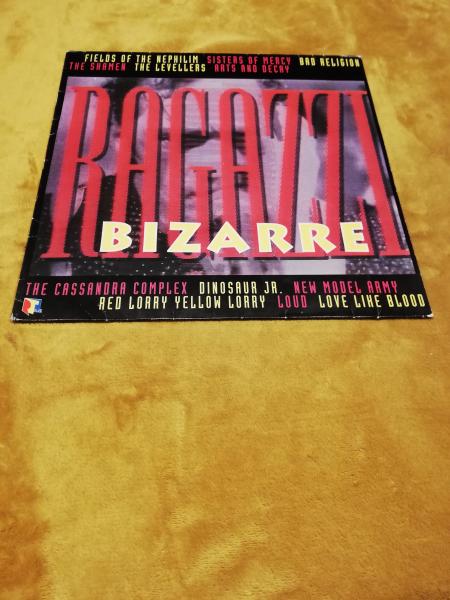 FIELDS OF THE NEPHILIM SISTERS OF MERCY BAD RELIGION
THE SHAMEN THE LEVELLERS ARTS AND DECAY
RAGAZZI
BIZARRE
THE CASSANDRA COMPLEX DINOSAUR JR. NEW MODEL ARMY
RED LORRY YELLOW LORRY LOUD LOVE LIKE BLOOD